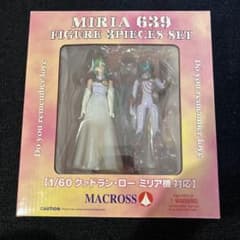 MIRIA 639
FIGURE 3PIECES SET
Do you remember love
Do you remember love
【1/60 クァドラン・ロー ミリア機 対応】
MACROSS
CAUTION
WARNING